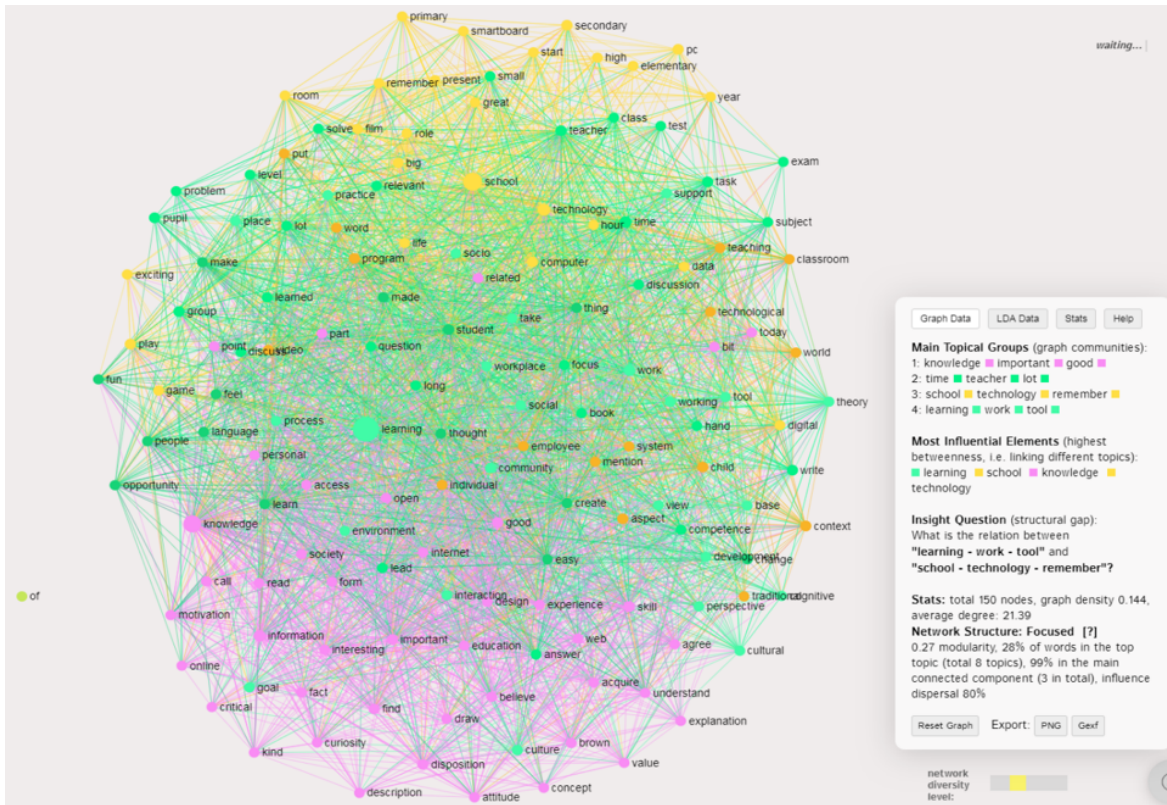 primary
smartboard
secondary
start
high
pc
elementary
waiting...
remember
present
small
room
great
year
solve
film
role
teacher
class
test
put
big
exam
level
relevant
school
task
problem
practice
support
pupil
place
lot
word
technology
hour
time
subject
life
socio
teaching
make
program
computer
data
classroom
exciting
related
discussion
learned
made
group
part
take
thing
technological
today
play
point
discuss
video
question
student
bit
world
workplace
focus
work
fun
game
feel
long
tool
theory
social
book
working
process
language
learning
thought
hand
digital
people
personal
employee
system
community
mention
child
write
opportunity
access
open
individual
learn
create
view
base
knowledge
good
aspect
context
environment
competence
society
internet
easy
development
change
call
read
form
lead
of
interaction
design
experience
skill
perspective
traditional
cognitive
motivation
information
important
web
interesting
education
agree
cultural
online
answer
goal
fact
believe
acquire
understand
critical
find
draw
explanation
kind
curiosity
culture
brown
disposition
value
description
attitude
concept
Graph Data
LDA Data
Stats
Help
Main Topical Groups (graph communities):
1: knowledge important good
2: time teacher lot
3: school technology remember
4: learning work tool
Most Influential Elements (highest
betweenness, i.e. linking different topics):
learning school knowledge
technology
Insight Question (structural gap):
What is the relation between
"learning - work - tool" and
"school - technology - remember"?
Stats: total 150 nodes, graph density 0.144,
average degree: 21.39
Network Structure: Focused [?]
0.27 modularity, 28% of words in the top
topic (total 8 topics), 99% in the main
connected component (3 in total), influence
dispersal 80%
Reset Graph
Export:
PNG
Gexf
network
diversity
level: